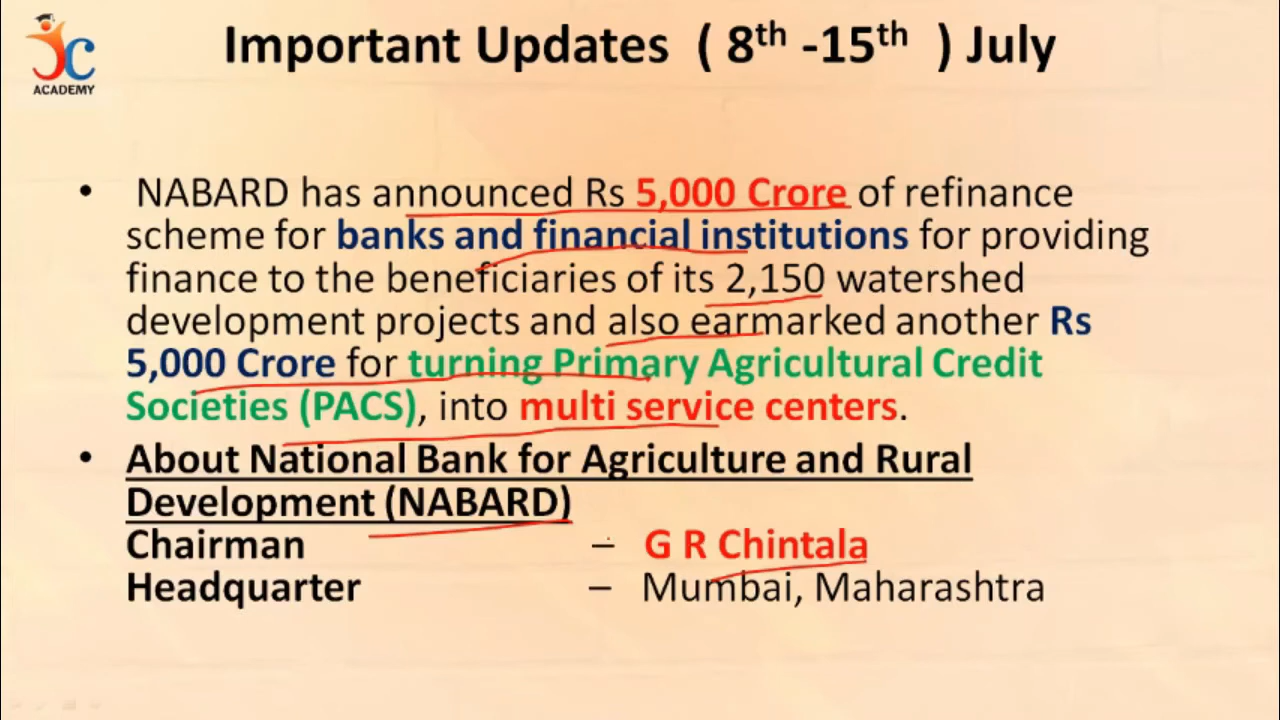 JC
ACADEMY
Important Updates ( 8th -15th ) July
• NABARD has announced Rs 5,000 Crore of refinance
scheme for banks and financial institutions for providing
finance to the beneficiaries of its 2,150 watershed
development projects and also earmarked another Rs
5,000 Crore for turning Primary Agricultural Credit
Societies (PACS), into multi service centers.
• About National Bank for Agriculture and Rural
Development (NABARD)
Chairman – G R Chintala
Headquarter – Mumbai, Maharashtra